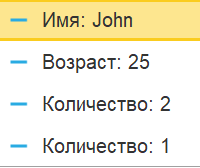 Имя: John
Возраст: 25
Количество: 2
Количество: 1